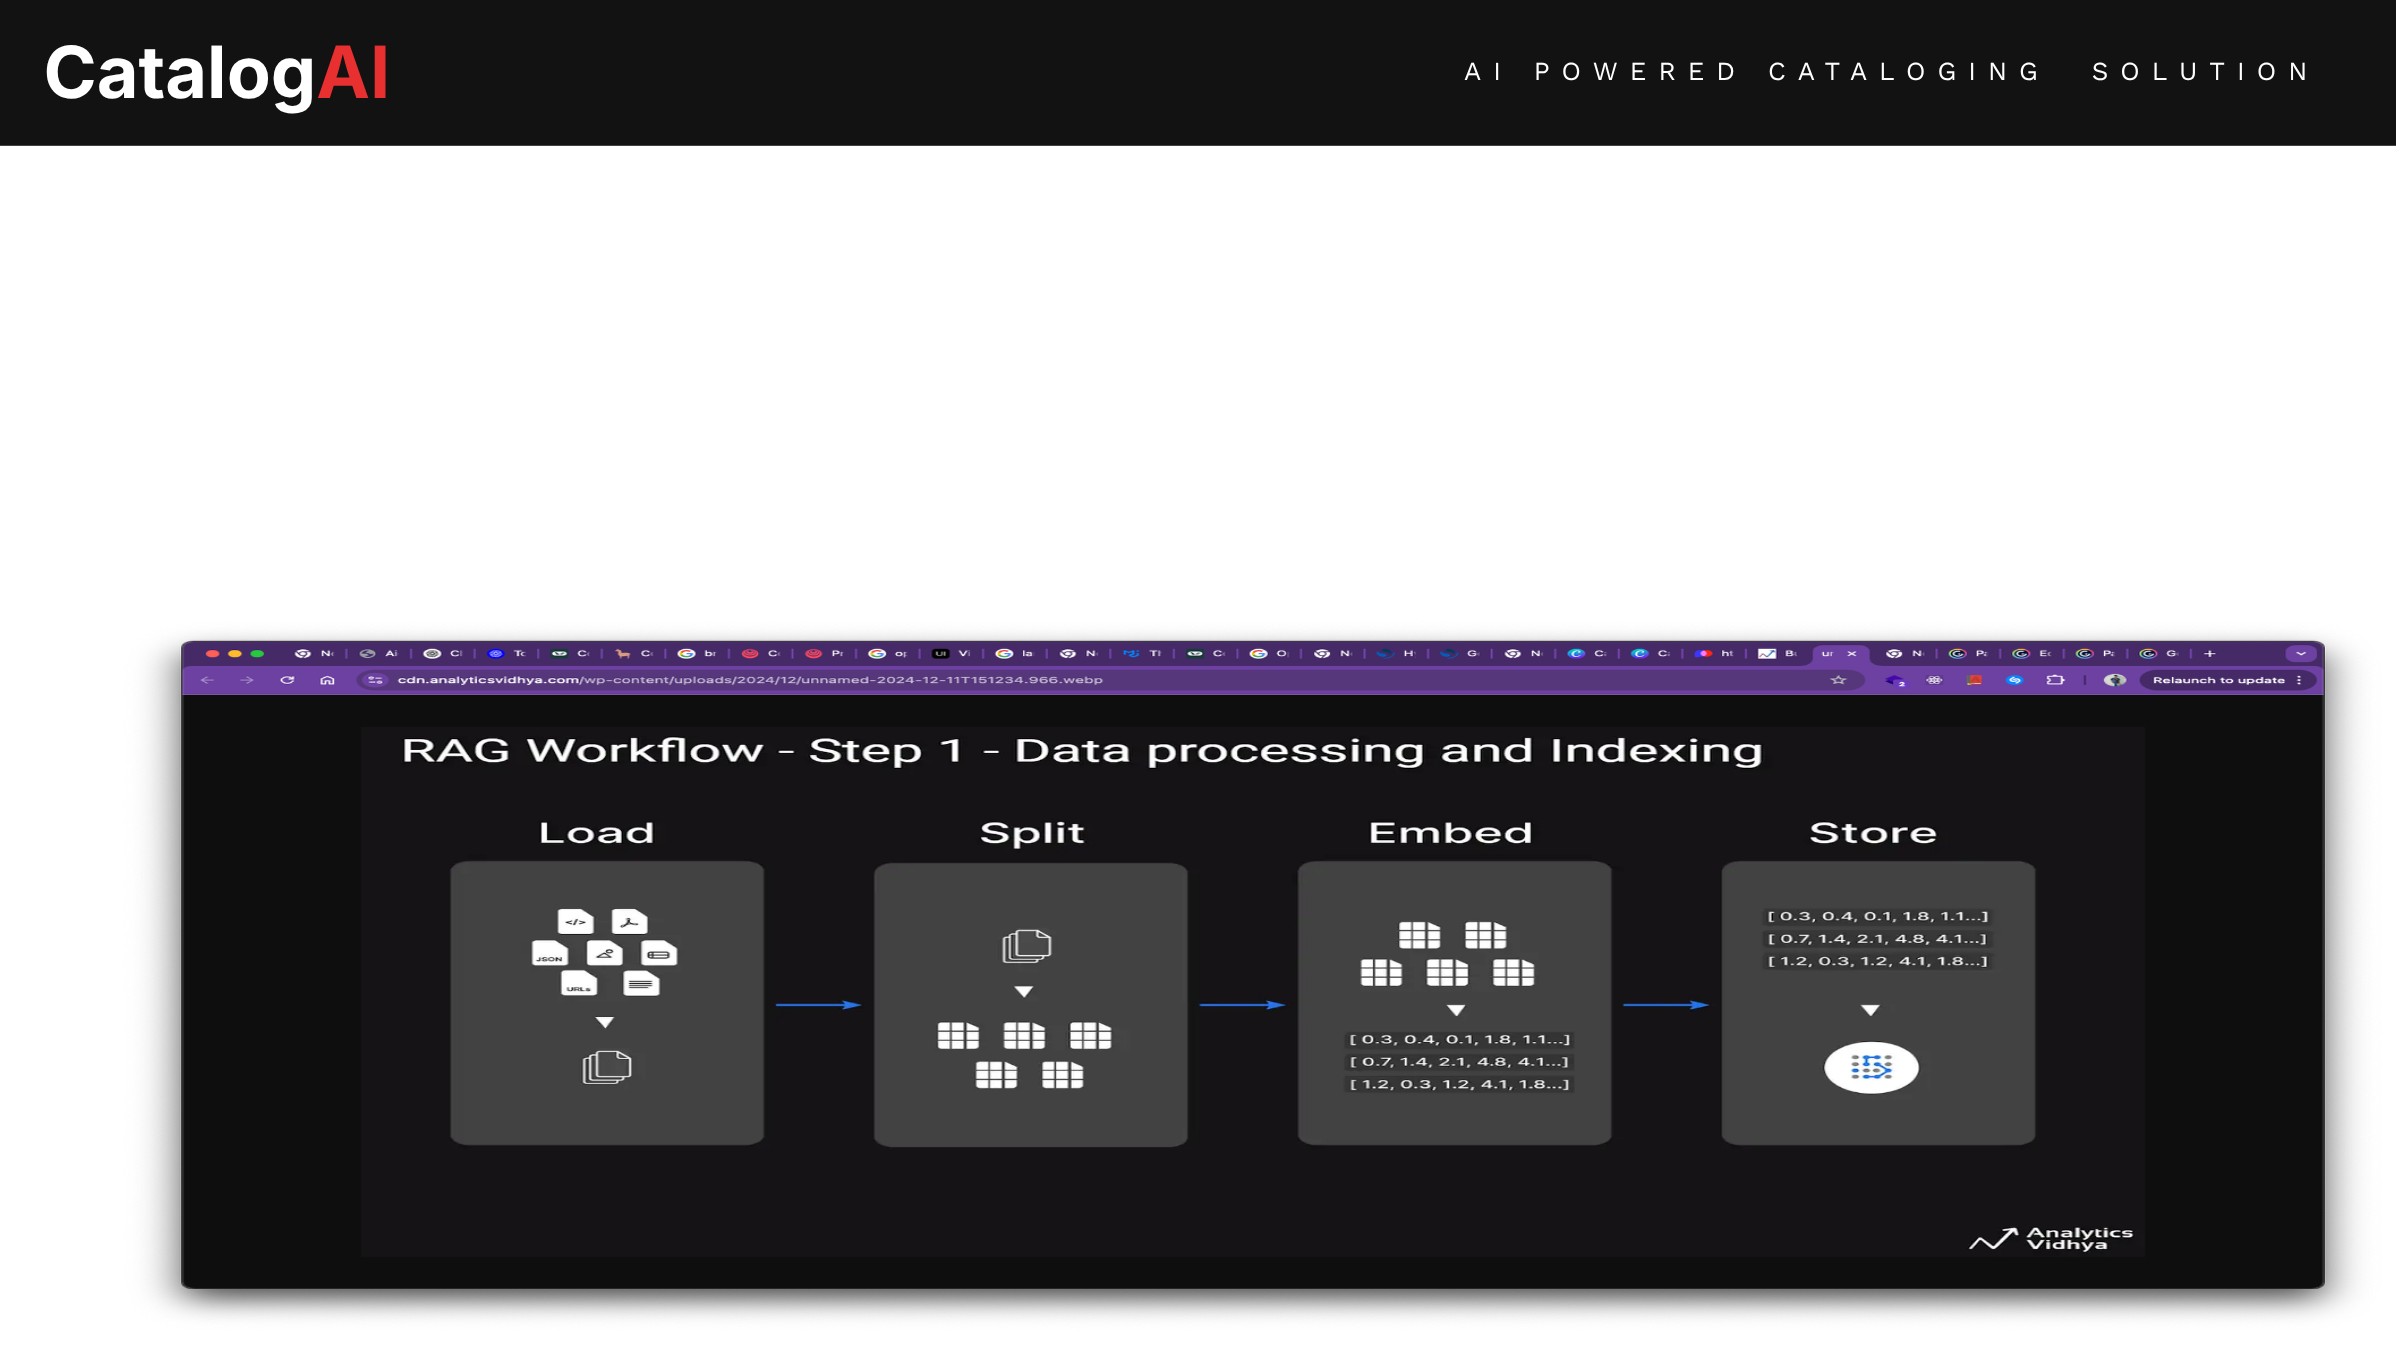 CatalogAI
AI POWERED CATALOGING SOLUTION
cdn.analyticsvidhya.com/wp-content/uploads/2024/12/unnamed-2024-12-11T151234.966.webp
Relaunch to update
RAG Workflow - Step 1 - Data processing and Indexing
Load
Split
Embed
Store
</>
JSON
URLs
[ 0.3, 0.4, 0.1, 1.8, 1.1...]
[ 0.7, 1.4, 2.1, 4.8, 4.1...]
[ 1.2, 0.3, 1.2, 4.1, 1.8...]
[ 0.3, 0.4, 0.1, 1.8, 1.1...]
[ 0.7, 1.4, 2.1, 4.8, 4.1...]
[ 1.2, 0.3, 1.2, 4.1, 1.8...]
Analytics
Vidhya